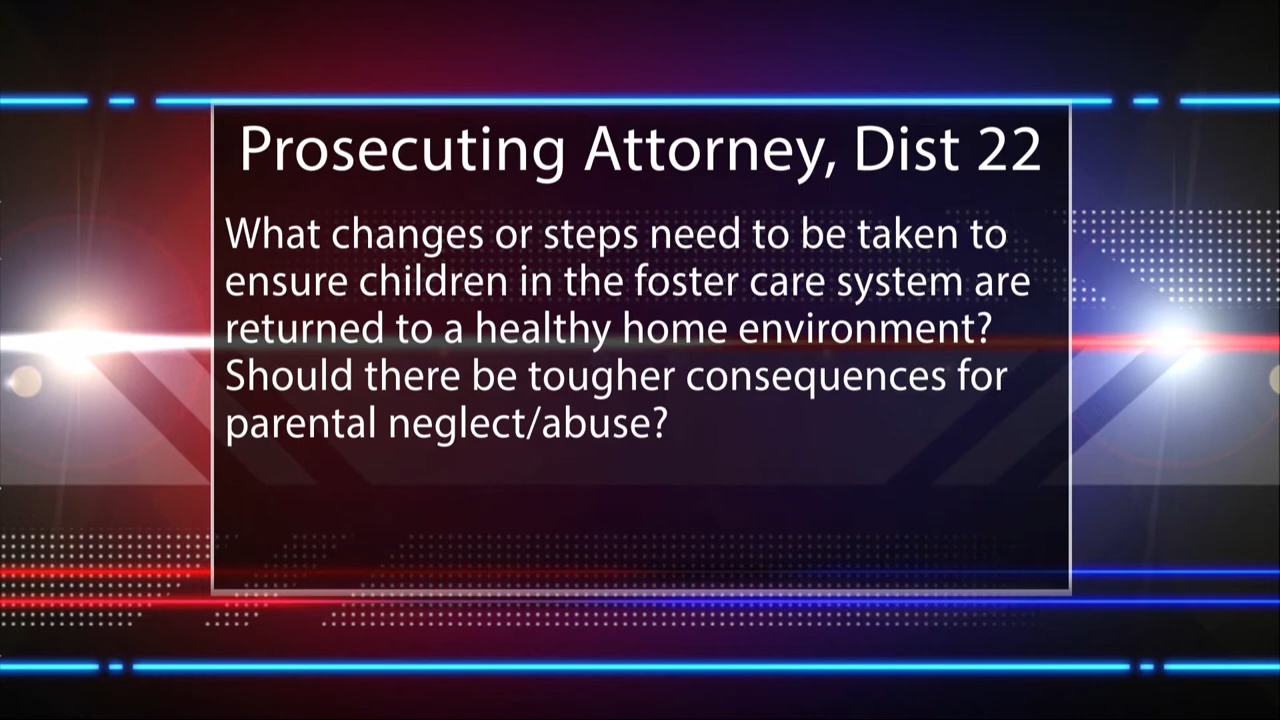 Prosecuting Attorney, Dist 22
What changes or steps need to be taken to
ensure children in the foster care system are
returned to a healthy home environment?
Should there be tougher consequences for
parental neglect/abuse?